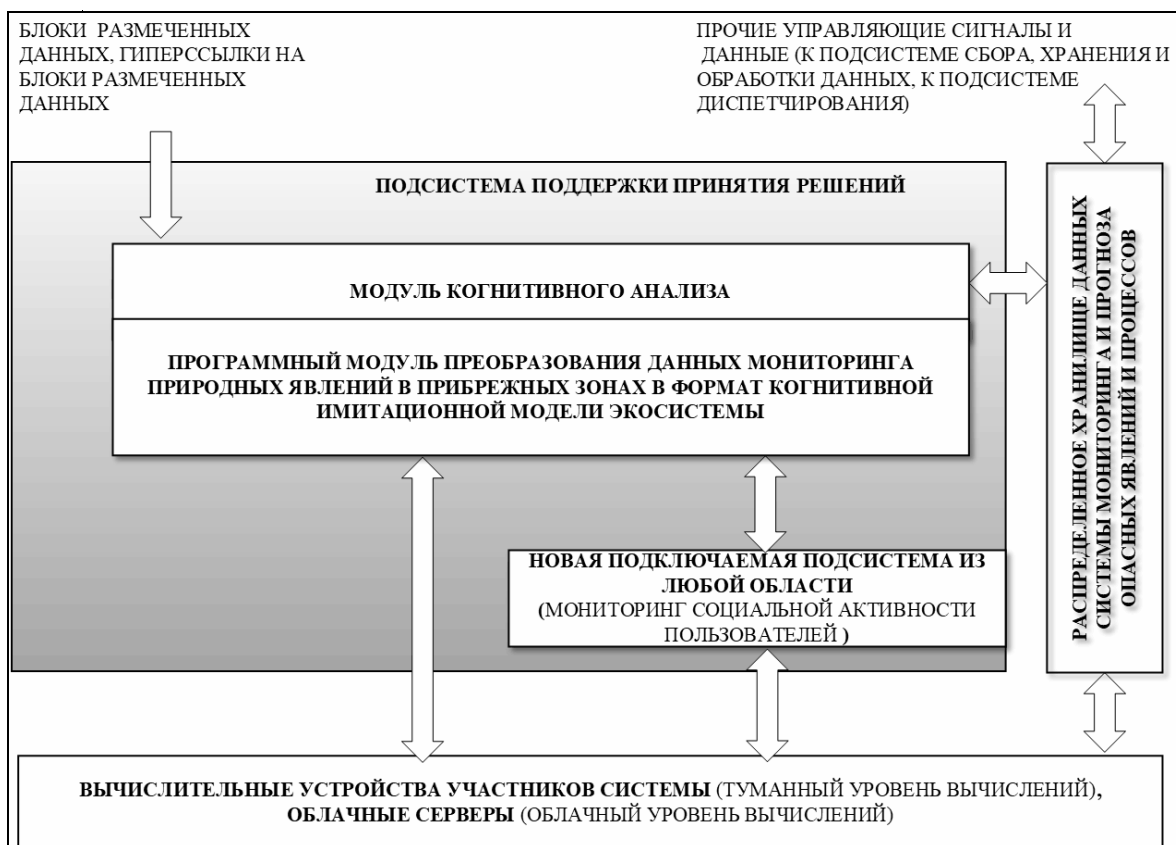 БЛОКИ РАЗМЕЧЕННЫХ
ДАННЫХ, ГИПЕРССЫЛКИ НА
БЛОКИ РАЗМЕЧЕННЫХ
ДАННЫХ
ПРОЧИЕ УПРАВЛЯЮЩИЕ СИГНАЛЫ И
ДАННЫЕ (К ПОДСИСТЕМЕ СБОРА, ХРАНЕНИЯ И
ОБРАБОТКИ ДАННЫХ, К ПОДСИСТЕМЕ
ДИСПЕТЧИРОВАНИЯ)
ПОДСИСТЕМА ПОДДЕРЖКИ ПРИНЯТИЯ РЕШЕНИЙ
МОДУЛЬ КОГНИТИВНОГО АНАЛИЗА
ПРОГРАММНЫЙ МОДУЛЬ ПРЕОБРАЗОВАНИЯ ДАННЫХ МОНИТОРИНГА
ПРИРОДНЫХ ЯВЛЕНИЙ В ПРИБРЕЖНЫХ ЗОНАХ В ФОРМАТ КОГНИТИВНОЙ
ИМИТАЦИОННОЙ МОДЕЛИ ЭКОСИСТЕМЫ
НОВАЯ ПОДКЛЮЧАЕМАЯ ПОДСИСТЕМА ИЗ
ЛЮБОЙ ОБЛАСТИ
(МОНИТОРИНГ СОЦИАЛЬНОЙ АКТИВНОСТИ
ПОЛЬЗОВАТЕЛЕЙ )
РАСПРЕДЕЛЕННОЕ ХРАНИЛИЩЕ ДАННЫХ
СИСТЕМЫ МОНИТОРИНГА И ПРОГНОЗА
ОПАСНЫХ ЯВЛЕНИЙ И ПРОЦЕССОВ
ВЫЧИСЛИТЕЛЬНЫЕ УСТРОЙСТВА УЧАСТНИКОВ СИСТЕМЫ (ТУМАННЫЙ УРОВЕНЬ ВЫЧИСЛЕНИЙ),
ОБЛАЧНЫЕ СЕРВЕРЫ (ОБЛАЧНЫЙ УРОВЕНЬ ВЫЧИСЛЕНИЙ)